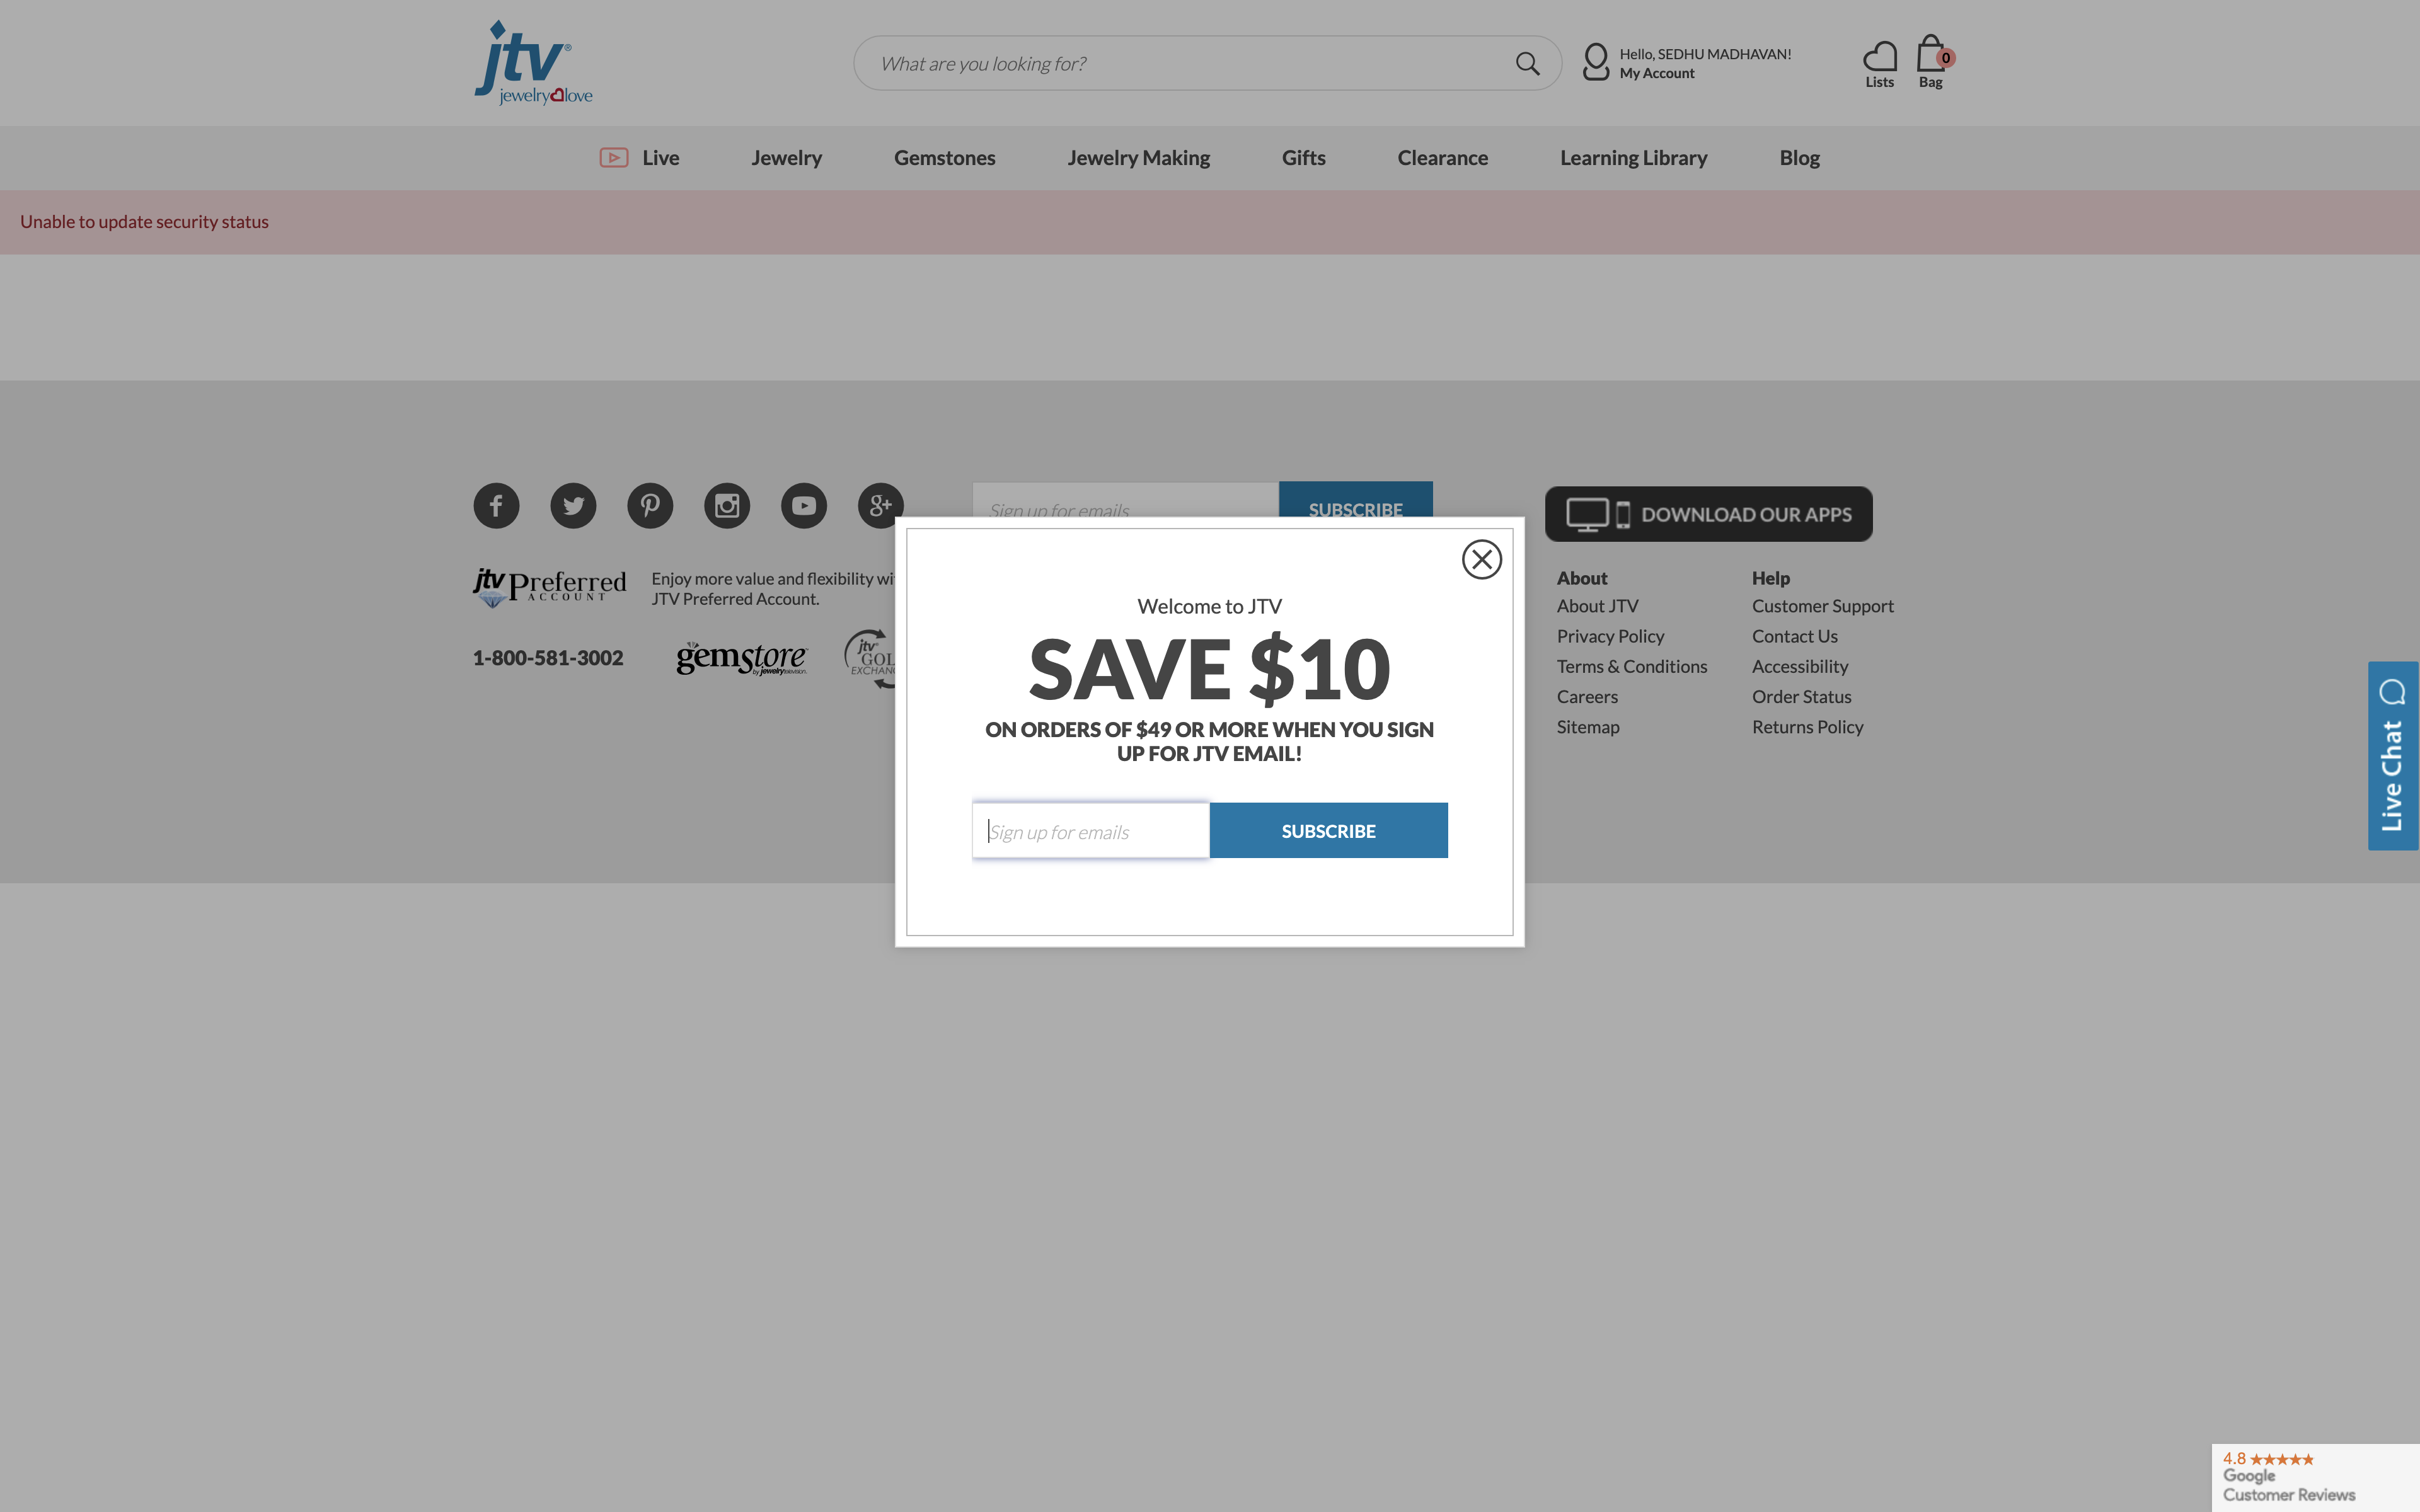 jtv®
jewelry love
What are you looking for?
Hello, SEDHU MADHAVAN!
My Account
Lists
Bag
0
Live
Jewelry
Gemstones
Jewelry Making
Gifts
Clearance
Learning Library
Blog
Unable to update security status
Sign up for emails
SUBSCRIBE
DOWNLOAD OUR APPS
jtv Preferred
ACCOUNT
Enjoy more value and flexibility wi
JTV Preferred Account.
1-800-581-3002
gemstore
by jewelry television
jtv
GOL
EXCHAN
Welcome to JTV
SAVE $10
ON ORDERS OF $49 OR MORE WHEN YOU SIGN
UP FOR JTV EMAIL!
Sign up for emails
SUBSCRIBE
About
About JTV
Privacy Policy
Terms & Conditions
Careers
Sitemap
Help
Customer Support
Contact Us
Accessibility
Order Status
Returns Policy
Live Chat
4.8
Google
Customer Reviews